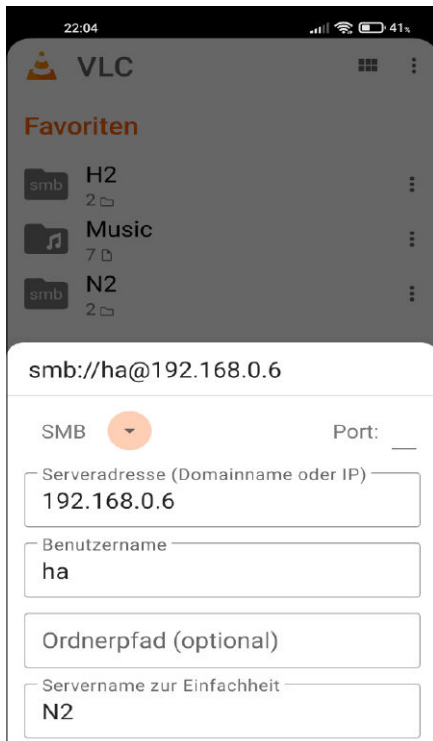 22:04 41%
VLC
Favoriten
smb H2
2
Music
7
smb N2
2
smb://ha@192.168.0.6
SMB Port:
Serveradresse (Domainname oder IP)
192.168.0.6
Benutzername
ha
Ordnerpfad (optional)
Servername zur Einfachheit
N2